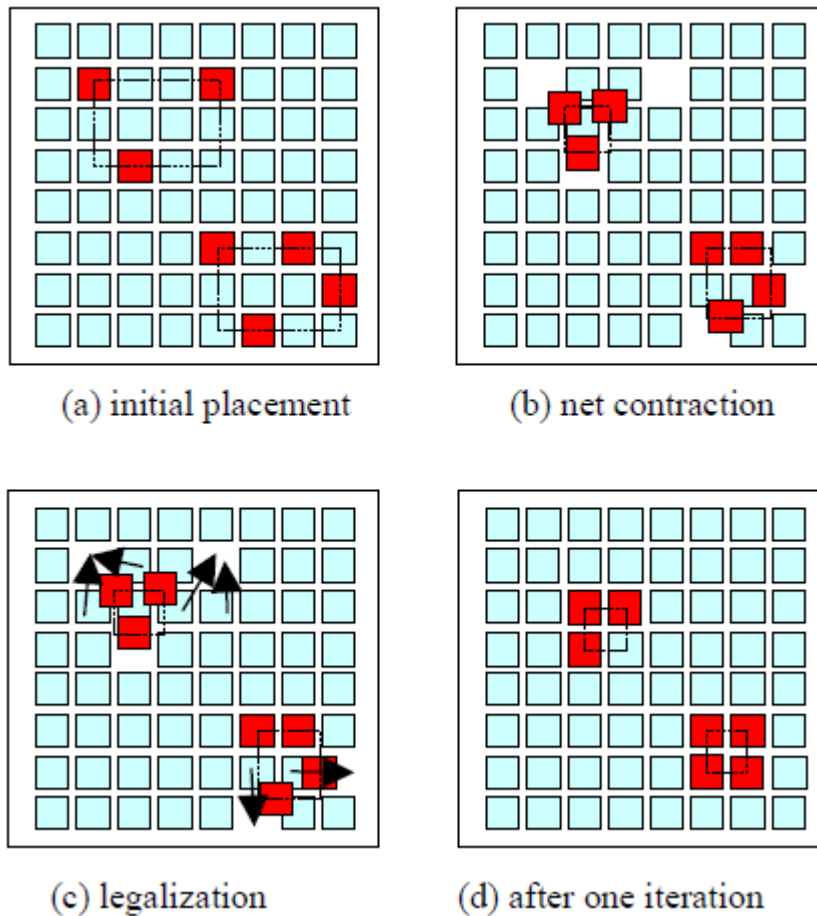 (a) initial placement
(b) net contraction
(c) legalization
(d) after one iteration